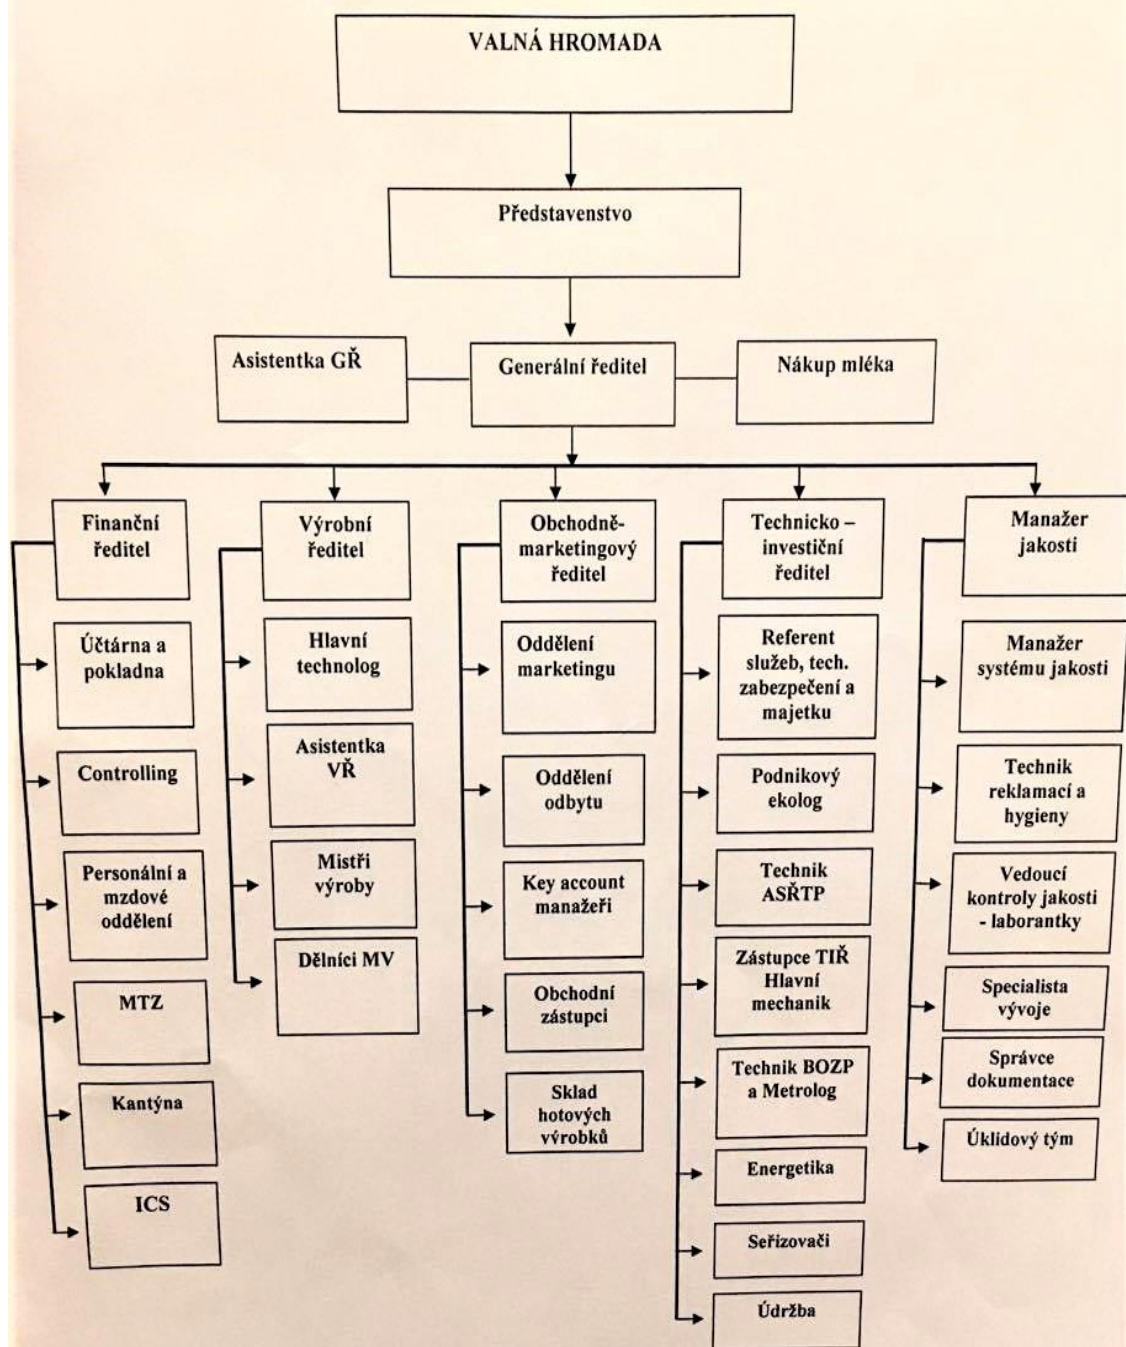 VALNÁ HROMADA
Představenstvo
Asistentka GŘ
Generální ředitel
Nákup mléka
Finanční
ředitel
Účtárna a
pokladna
Controlling
Personální a
mzdové
oddělení
MTZ
Kantýna
ICS
Výrobní
ředitel
Hlavní
technolog
Asistentka
VŘ
Mistři
výroby
Dělníci MV
Obchodně-
marketingový
ředitel
Oddělení
marketingu
Oddělení
odbytu
Key account
manažeři
Obchodní
zástupci
Sklad
hotových
výrobků
Technicko –
investiční
ředitel
Referent
služeb, tech.
zabezpečení a
majetku
Podnikový
ekolog
Technik
ASŘTP
Zástupce TIŘ
Hlavní
mechanik
Technik BOZP
a Metrolog
Energetika
Seřizovači
Údržba
Manažer
jakosti
Manažer
systému jakosti
Technik
reklamací a
hygieny
Vedoucí
kontroly jakosti
- laborantky
Specialista
vývoje
Správce
dokumentace
Úklidový tým